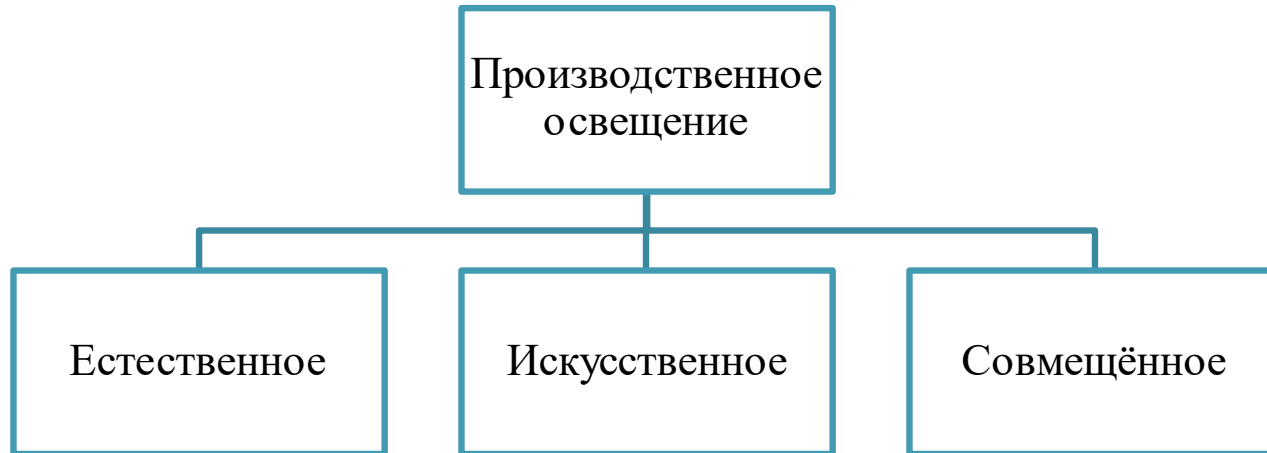 Производственное
освещение
Естественное
Искусственное
Совмещённое